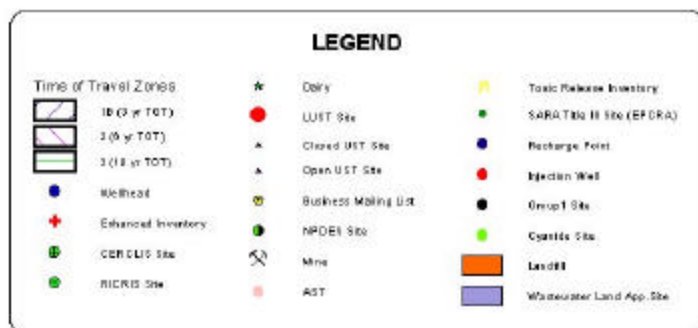 LEGEND
Time of Travel Zones
1B (3 yr TOT)
2 (6 yr TOT)
3 (10 yr TOT)
Wellhead
Enhanced Inventory
CERCLIS Site
RICRIS Site
Dairy
LUST Site
Closed UST Site
Open UST Site
Business Mailing List
NPDES Site
Mine
AST
Toxic Release Inventory
SARA Title III Site (EPCRA)
Recharge Point
Injection Well
Group1 Site
Cyanide Site
Landfill
Wastewater Land App. Site